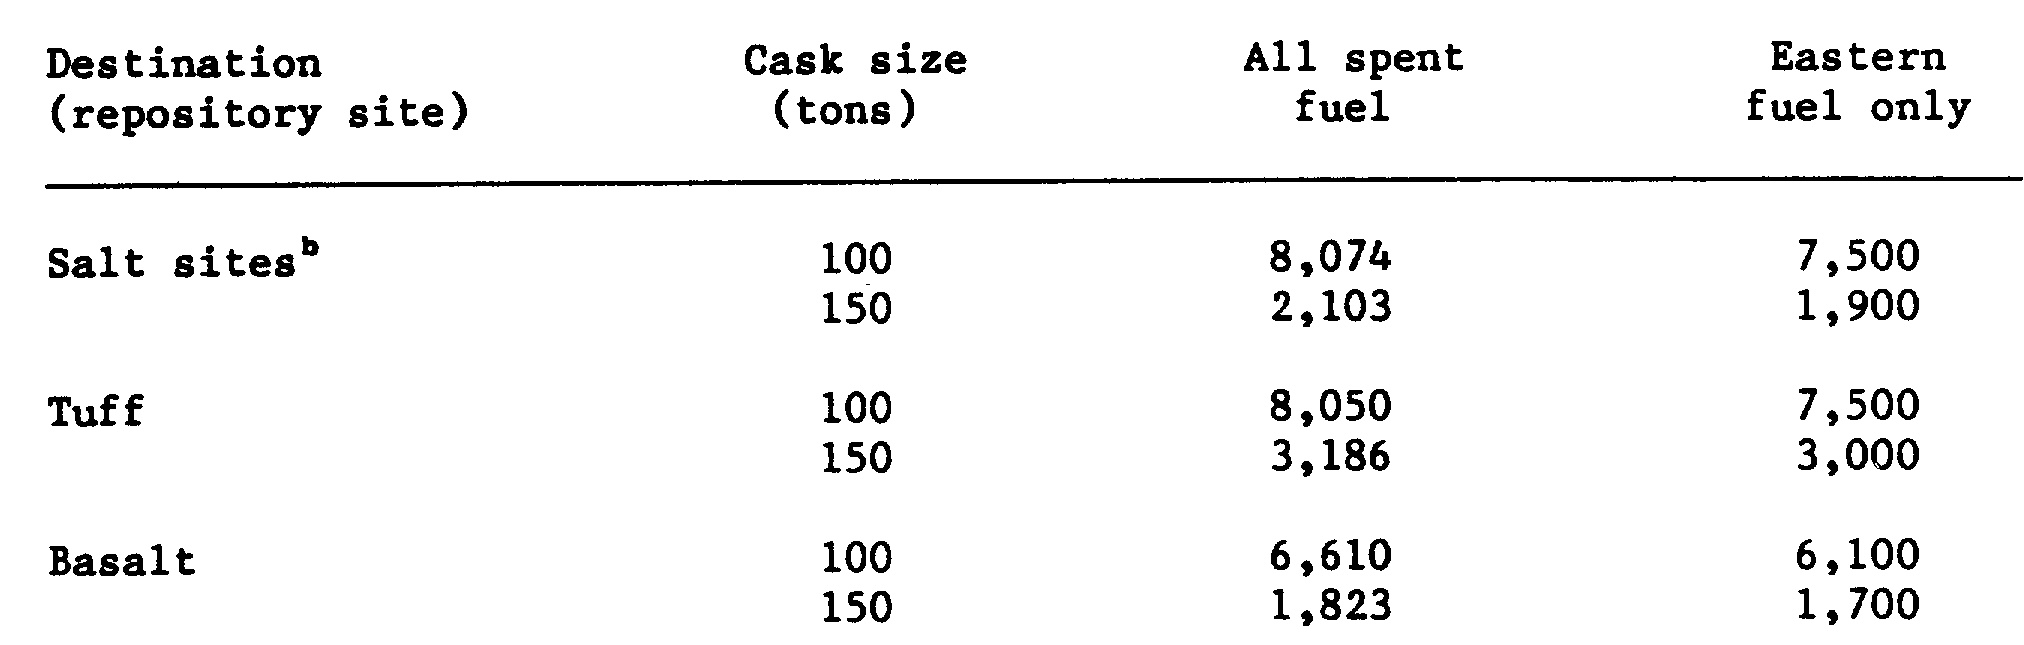 Destination Cask size All spent Eastern
(repository site) (tons) fuel fuel only
Salt sitesᵇ 100 8,074 7,500
150 2,103 1,900
Tuff 100 8,050 7,500
150 3,186 3,000
Basalt 100 6,610 6,100
150 1,823 1,700